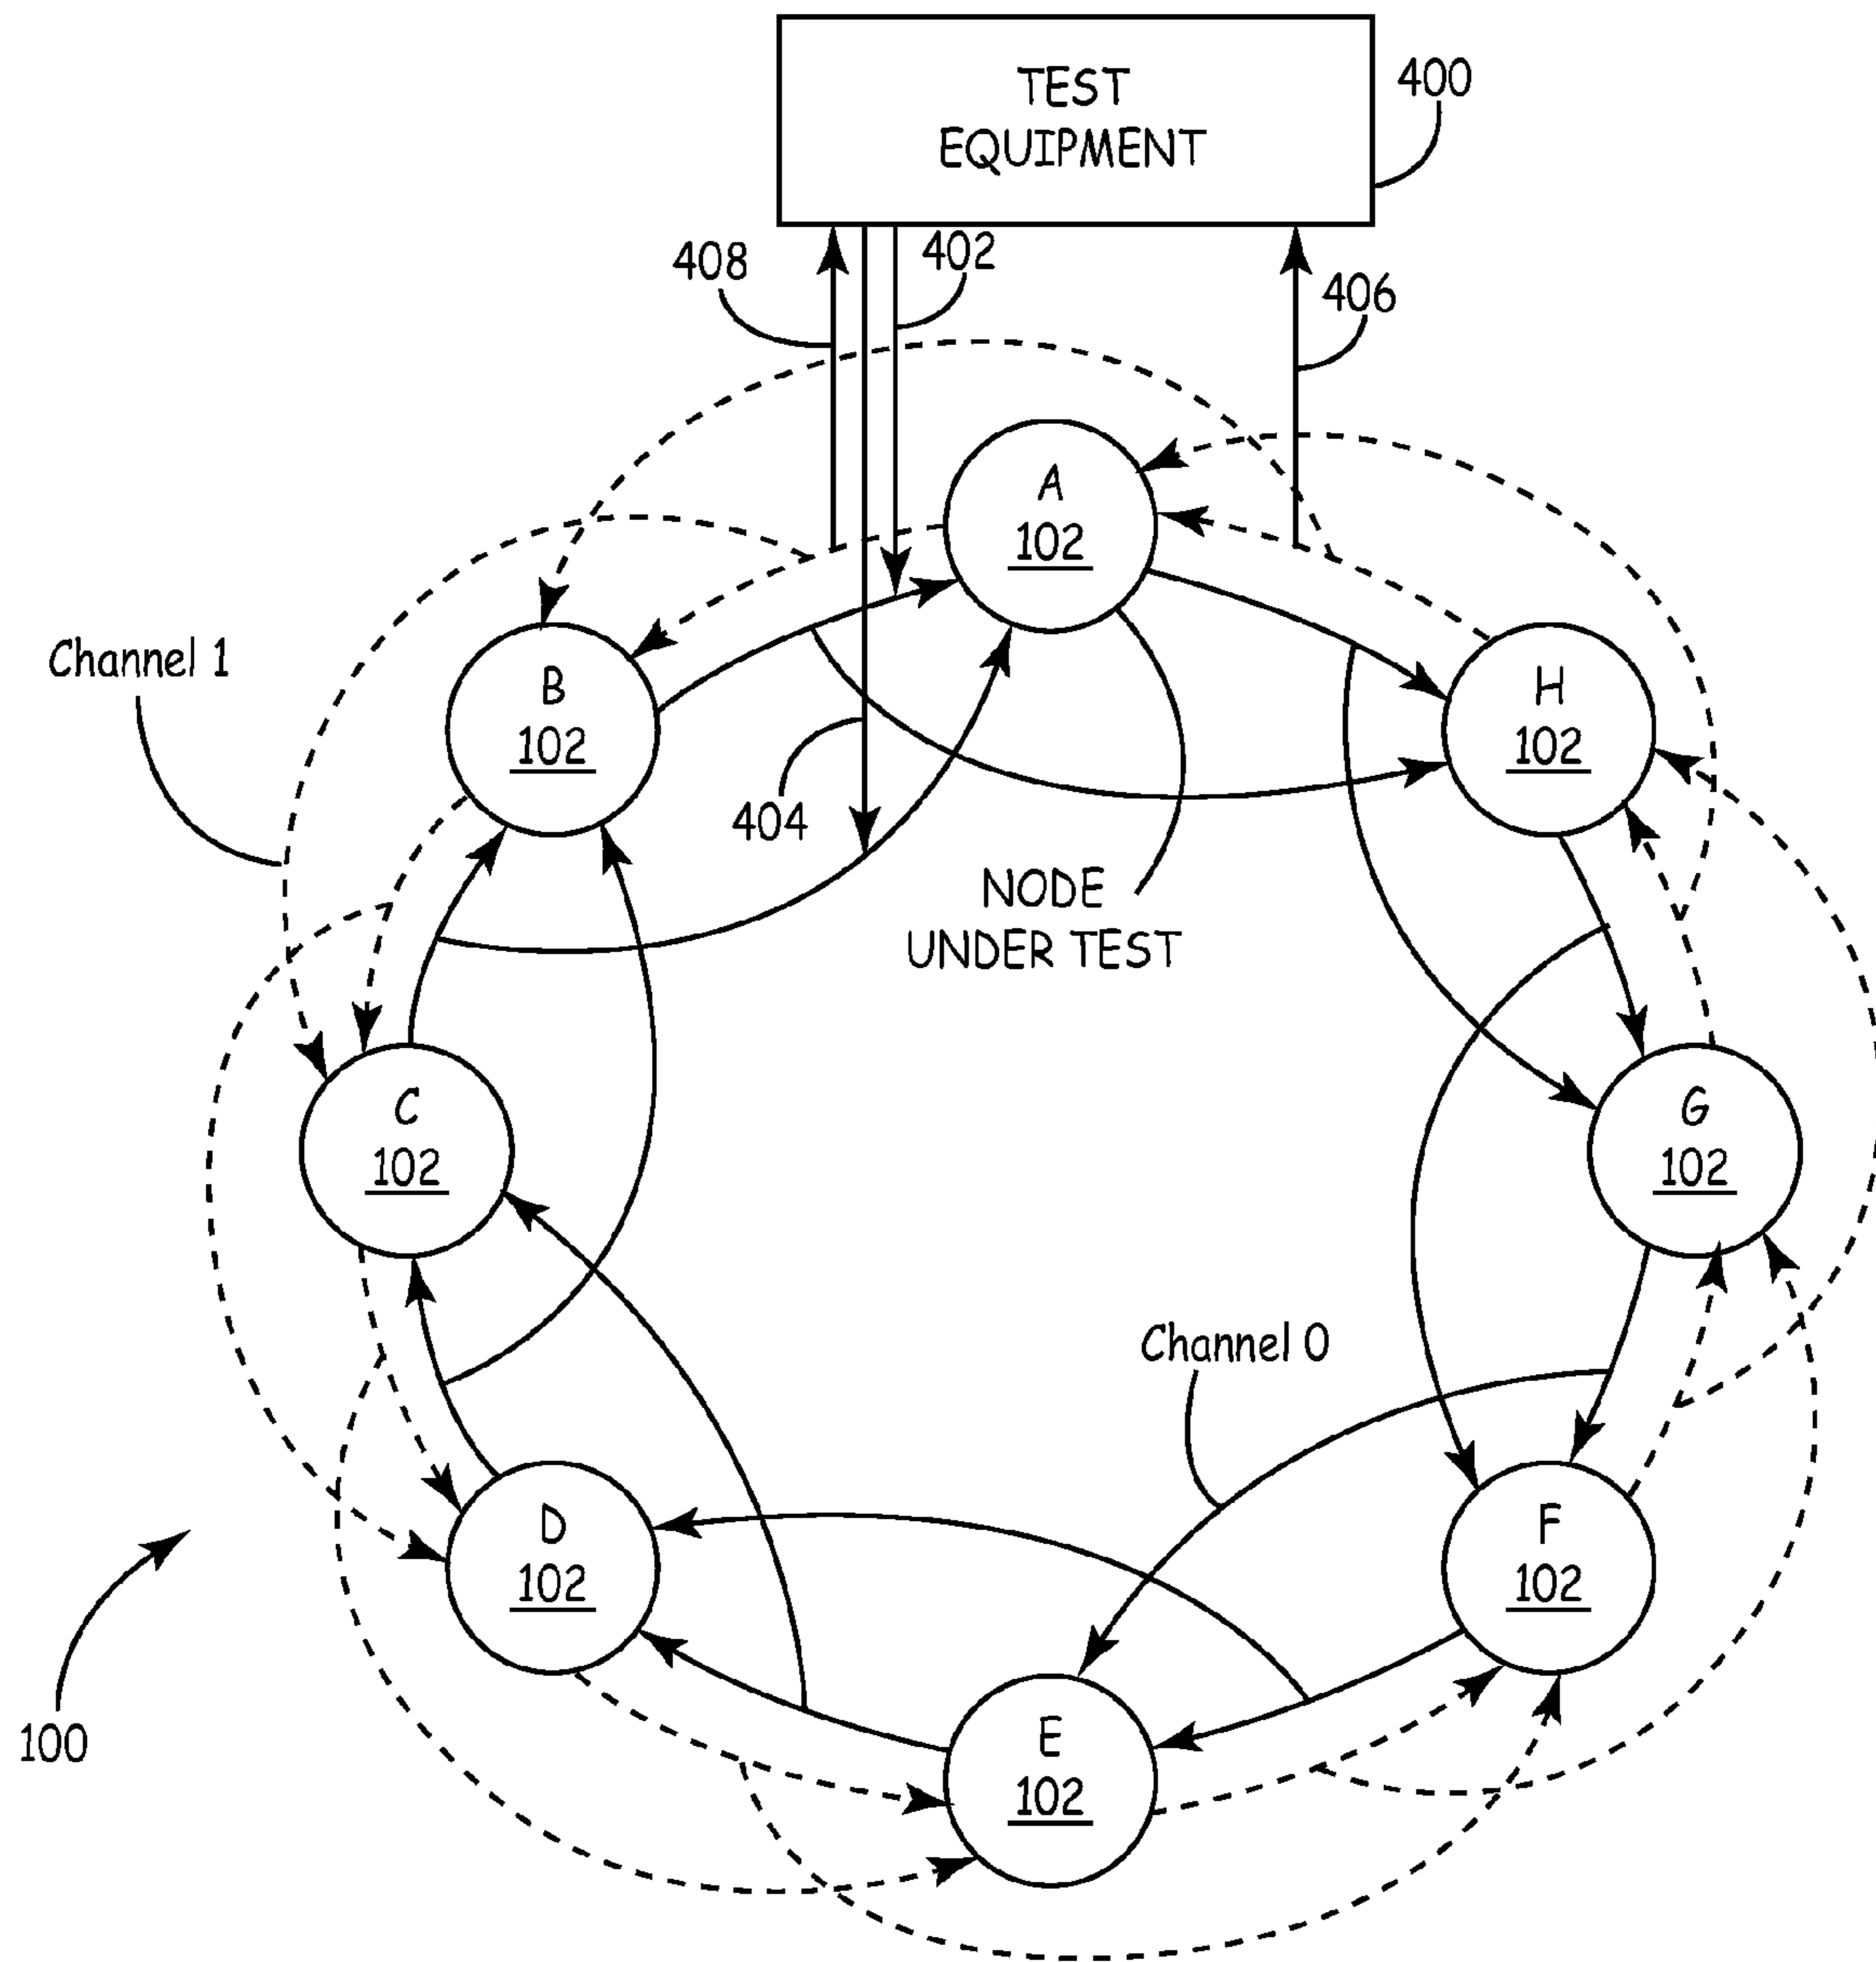 TEST
EQUIPMENT
400
408
402
406
A
102
Channel 1
B
102
H
102
404
NODE
UNDER TEST
C
102
G
102
Channel 0
D
102
F
102
100
E
102